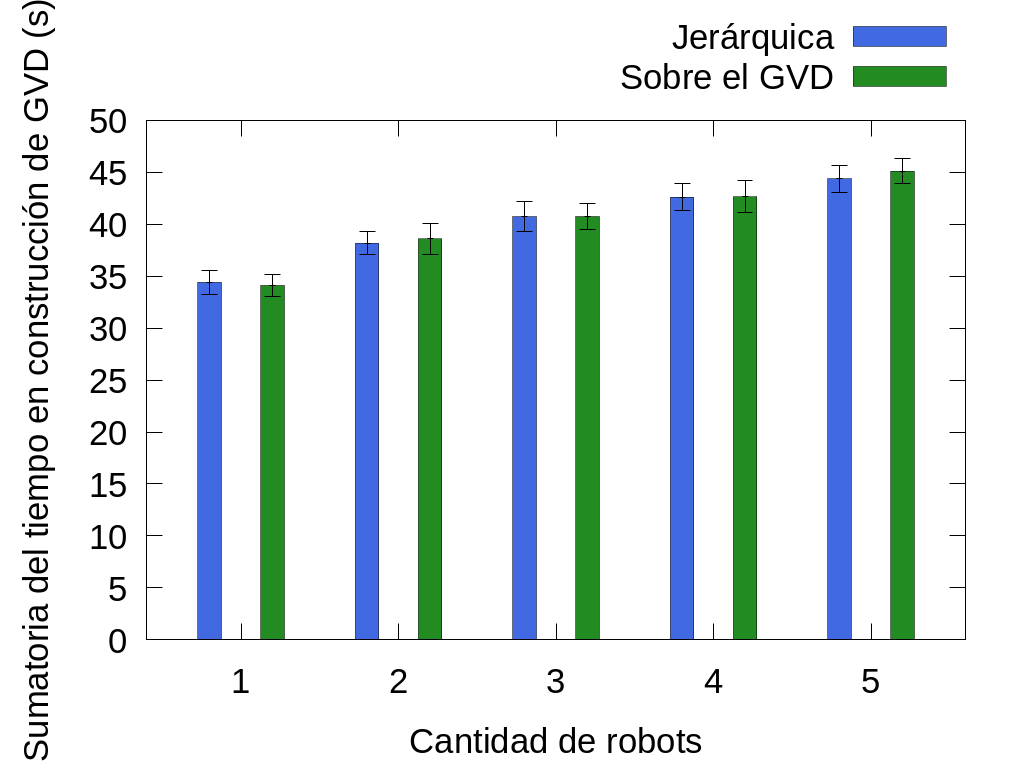 Jerárquica
Sobre el GVD
Sumatoria del tiempo en construcción de GVD (s)
50
45
40
35
30
25
20
15
10
5
0
1 2 3 4 5
Cantidad de robots